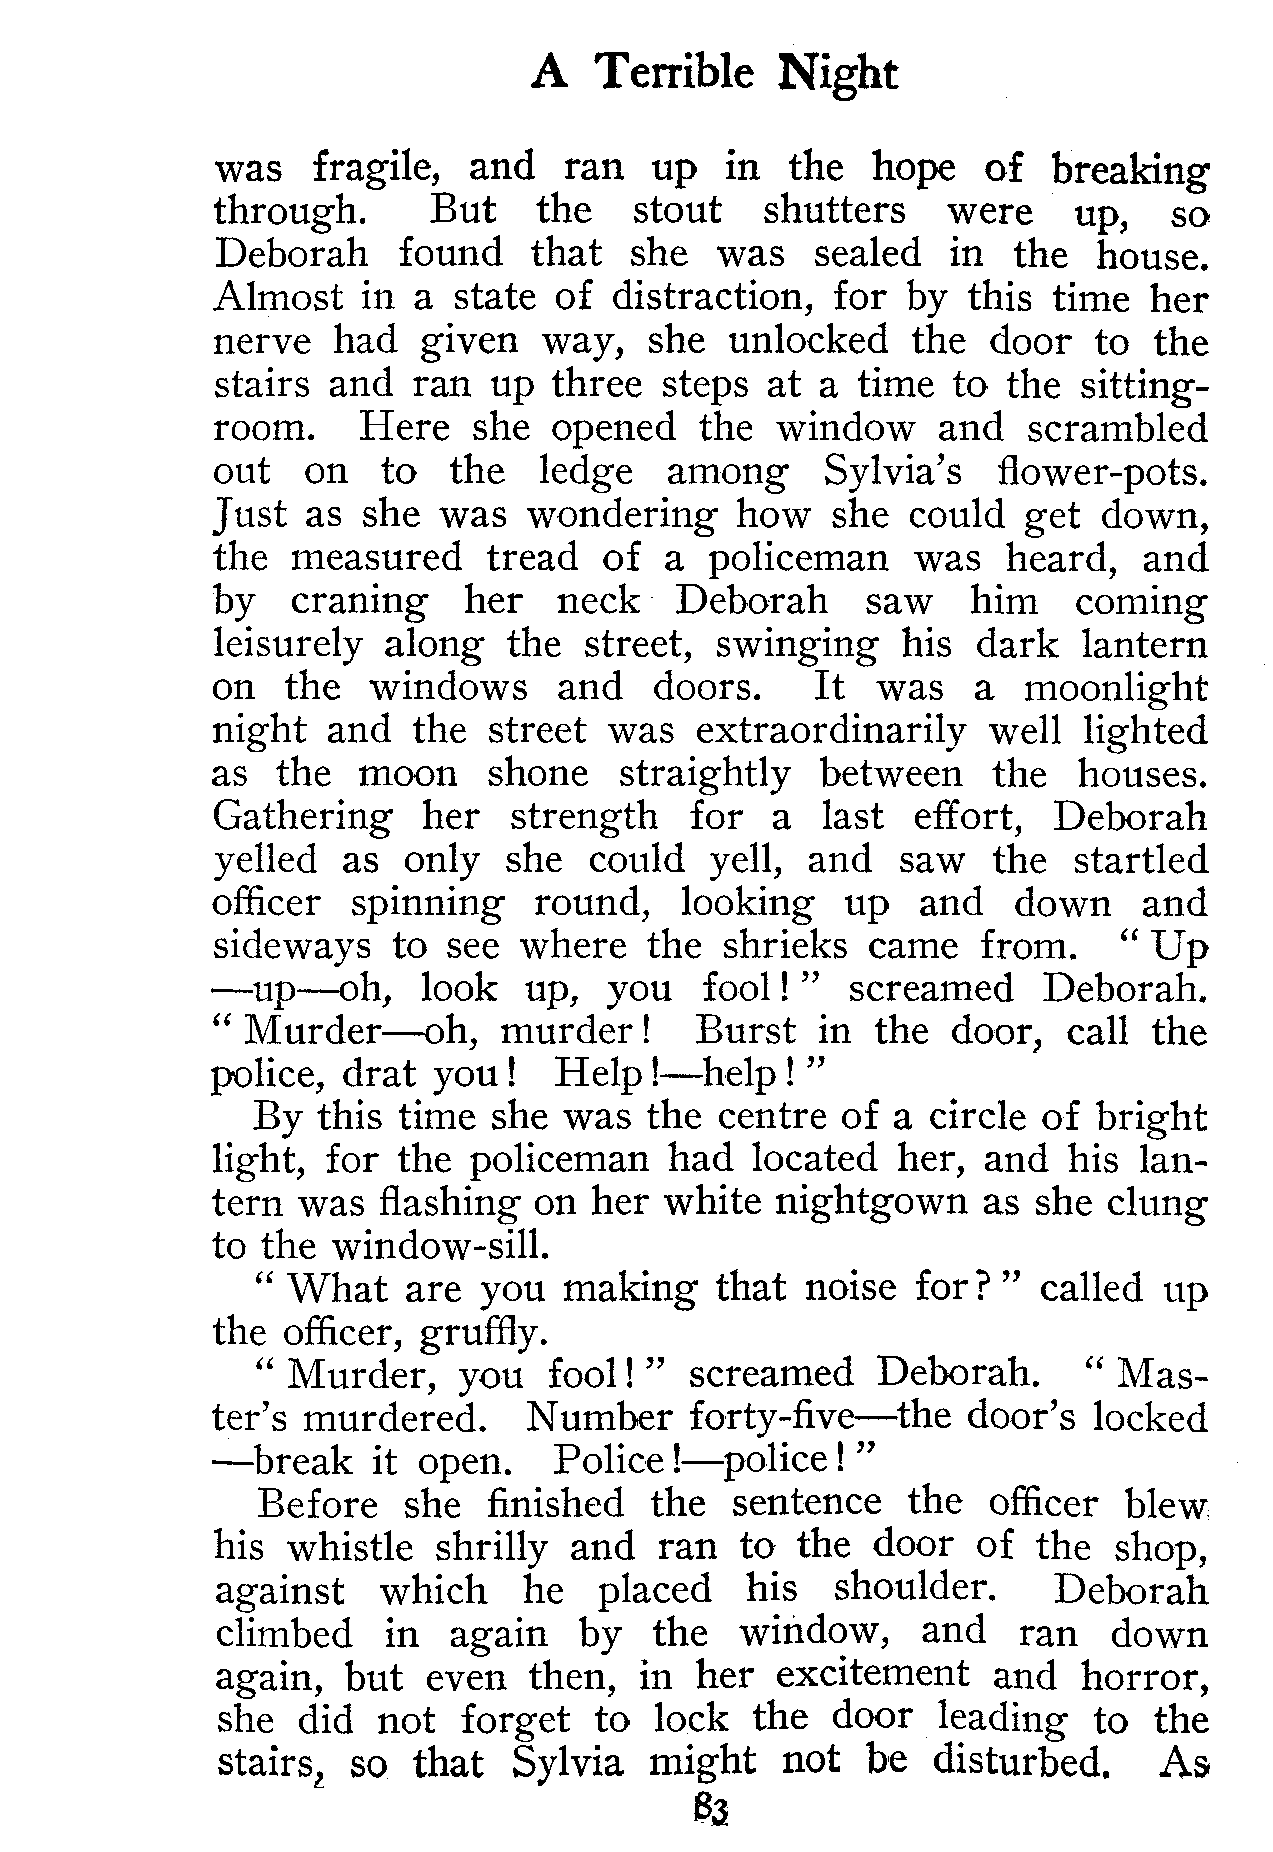 A Terrible Night
was fragile, and ran up in the hope of breaking
through. But the stout shutters were up, so
Deborah found that she was sealed in the house.
Almost in a state of distraction, for by this time her
nerve had given way, she unlocked the door to the
stairs and ran up three steps at a time to the sitting-
room. Here she opened the window and scrambled
out on to the ledge among Sylvia's flower-pots.
Just as she was wondering how she could get down,
the measured tread of a policeman was heard, and
by craning her neck Deborah saw him coming
leisurely along the street, swinging his dark lantern
on the windows and doors. It was a moonlight
night and the street was extraordinarily well lighted
as the moon shone straightly between the houses.
Gathering her strength for a last effort, Deborah
yelled as only she could yell, and saw the startled
officer spinning round, looking up and down and
sideways to see where the shrieks came from. " Up
—up—oh, look up, you fool! " screamed Deborah.
" Murder—oh, murder! Burst in the door, call the
police, drat you! Help!—help! "
By this time she was the centre of a circle of bright
light, for the policeman had located her, and his lan-
tern was flashing on her white nightgown as she clung
to the window-sill.
" What are you making that noise for? " called up
the officer, gruffly.
" Murder, you fool! " screamed Deborah. " Mas-
ter's murdered. Number forty-five—the door's locked
—break it open. Police!—police! "
Before she finished the sentence the officer blew
his whistle shrilly and ran to the door of the shop,
against which he placed his shoulder. Deborah
climbed in again by the window, and ran down
again, but even then, in her excitement and horror,
she did not forget to lock the door leading to the
stairs, so that Sylvia might not be disturbed. As
83